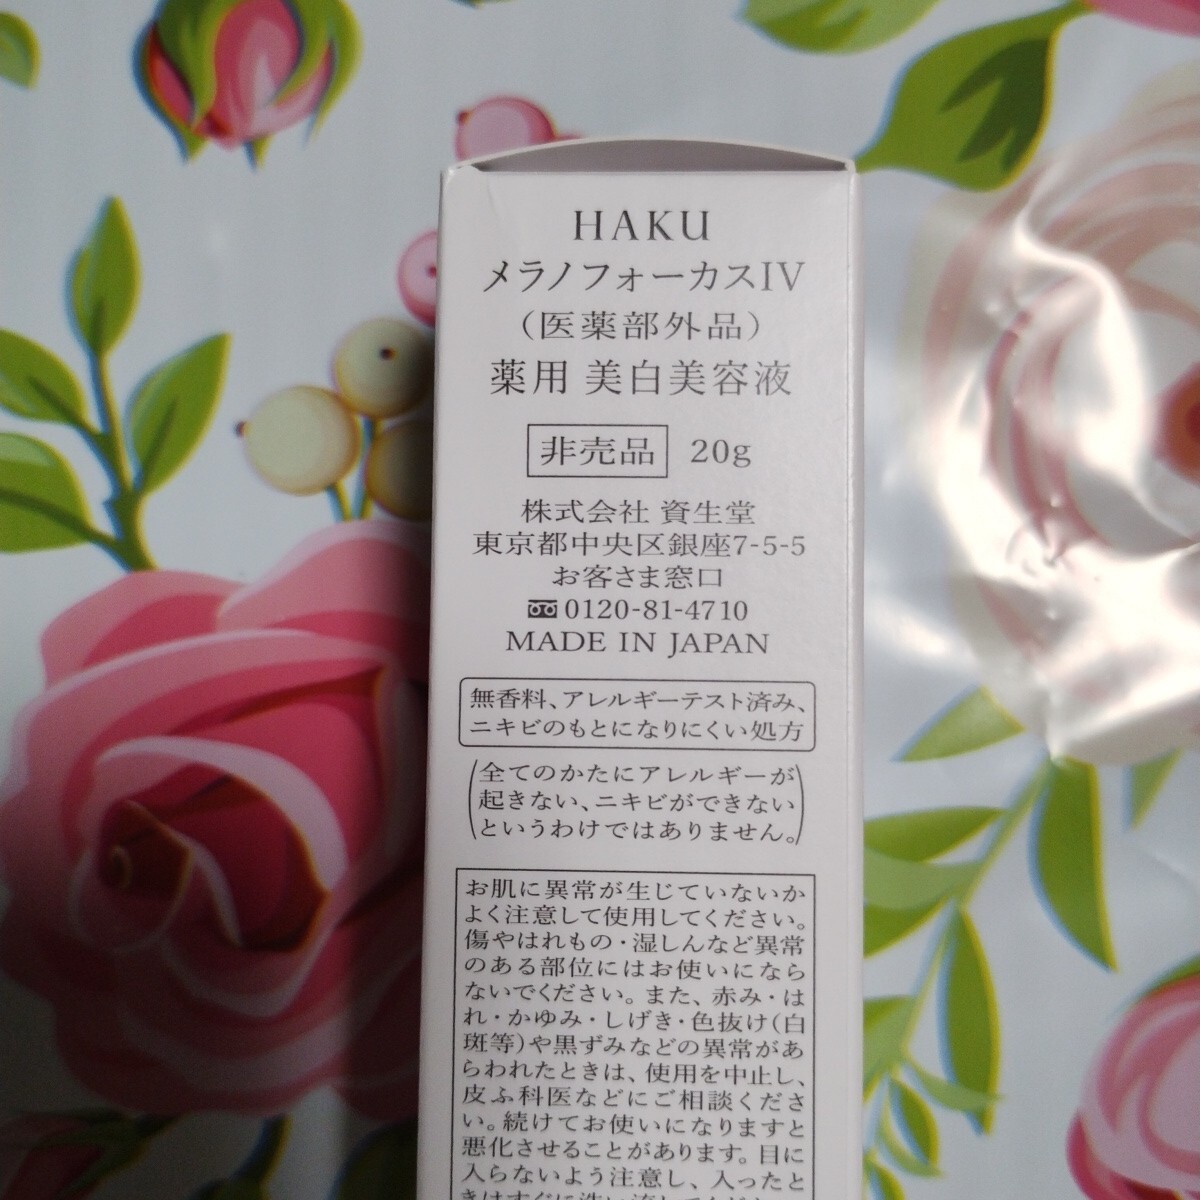 HAKU
メラノフォーカスIV
（医薬部外品）
薬用 美白美容液
非売品 20g
株式会社 資生堂
東京都中央区銀座7-5-5
お客さま窓口
0120-81-4710
MADE IN JAPAN
無香料、アレルギーテスト済み、
ニキビのもとになりにくい処方
（全てのかたにアレルギーが
起きない、ニキビができない
というわけではありません。）
お肌に異常が生じていないか
よく注意して使用してください。
傷やはれもの・湿しんなど異常
のある部位にはお使いになら
ないでください。また、赤み・は
れ・かゆみ・しげき・色抜け（白
斑等）や黒ずみなどの異常があ
らわれたときは、使用を中止し、
皮ふ科医などにご相談くださ
い。続けてお使いになりますと
悪化させることがあります。目に
入らないよう注意し、入ったと
きはすぐに洗い流してくだ